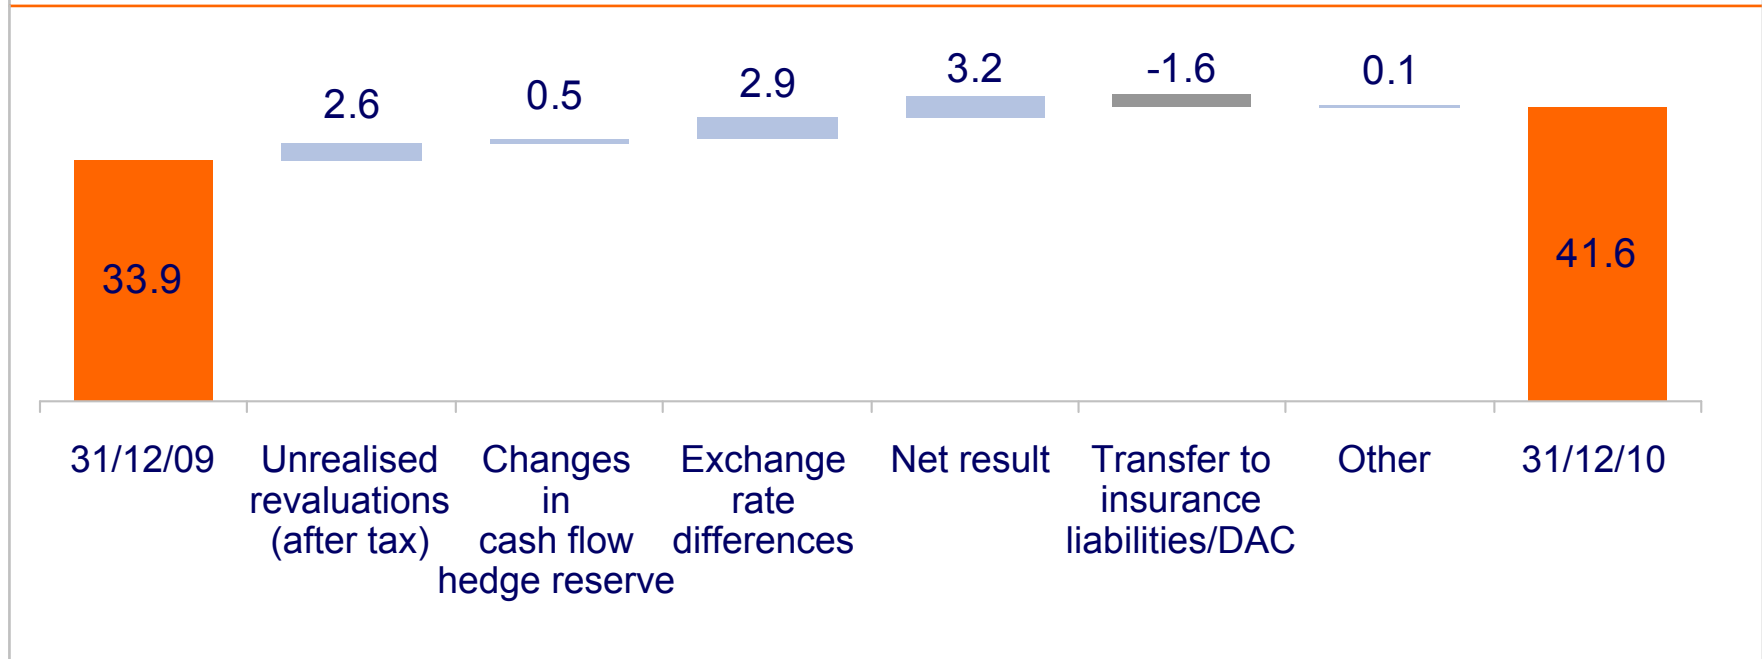 2.6
0.5
2.9
3.2
-1.6
0.1
33.9
41.6
31/12/09
Unrealised
revaluations
(after tax)
Changes
in
cash flow
hedge reserve
Exchange
rate
differences
Net result
Transfer to
insurance
liabilities/DAC
Other
31/12/10